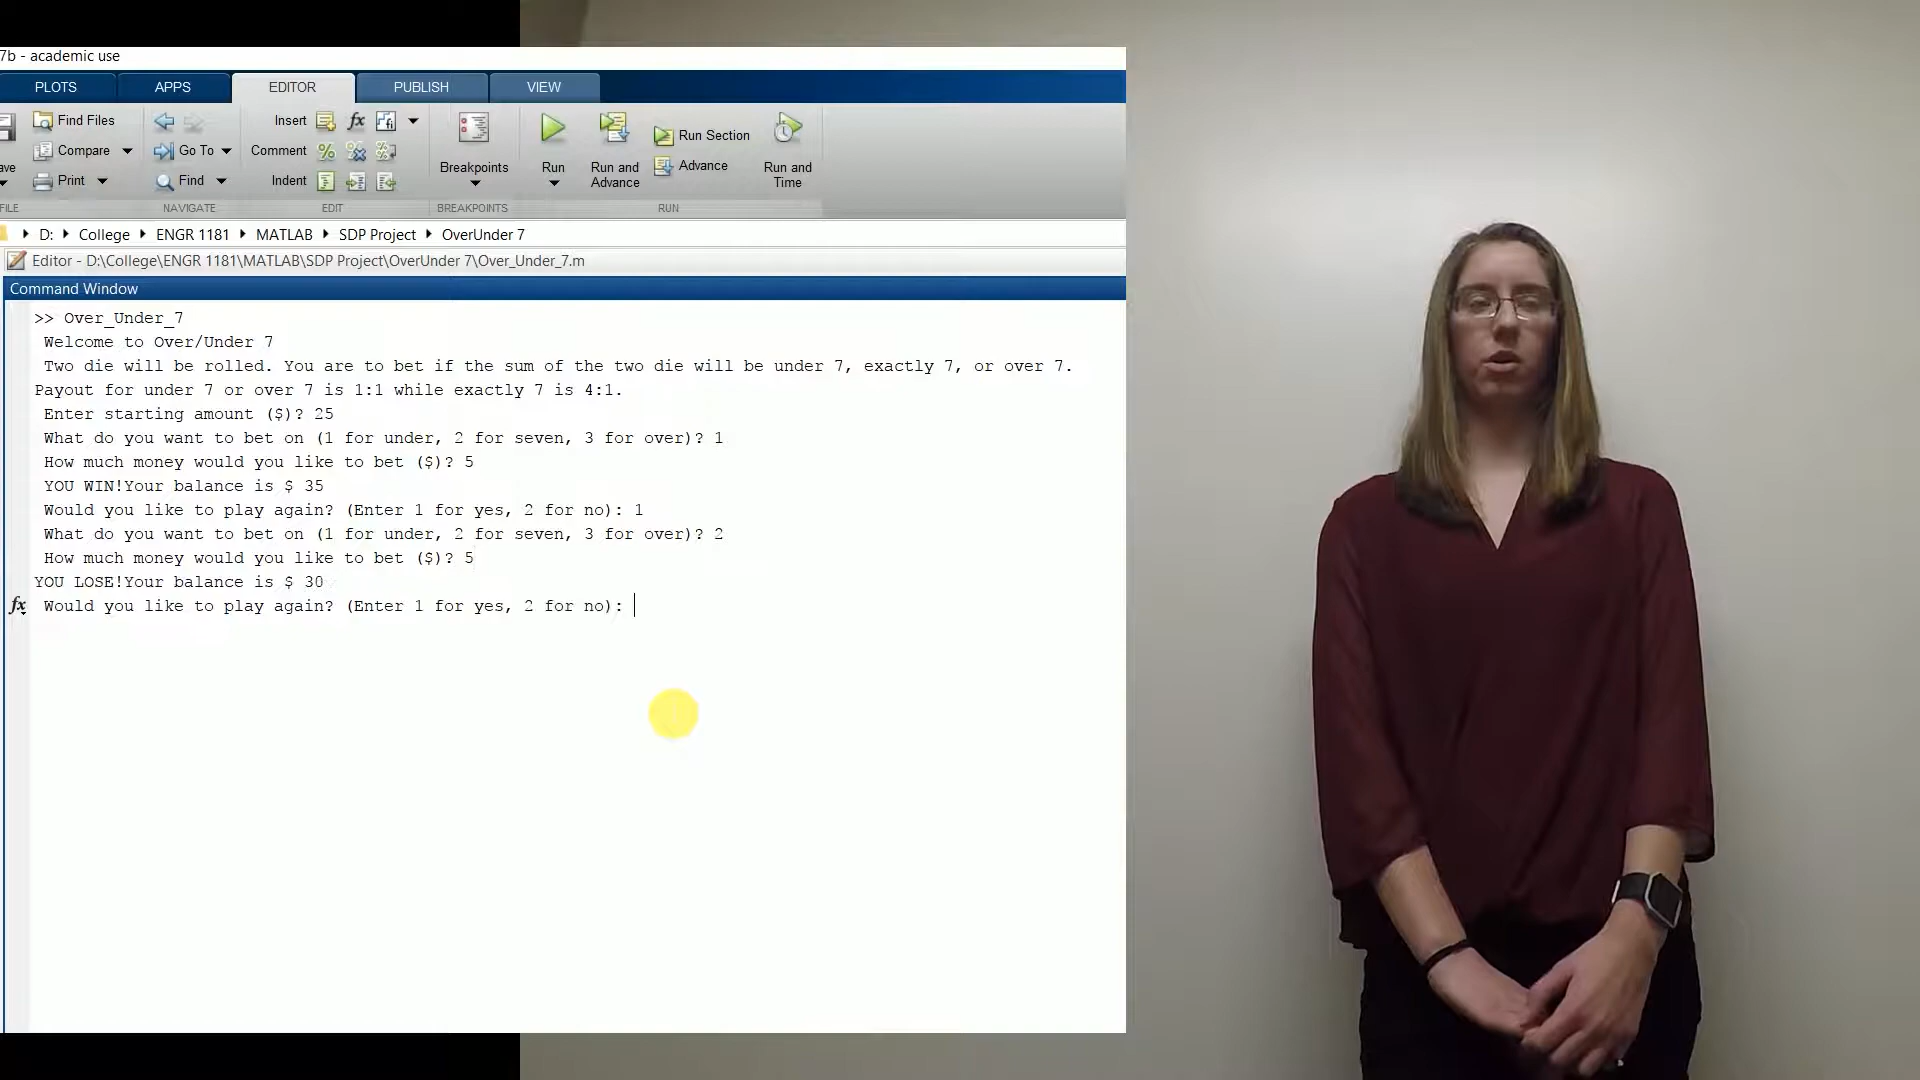 7b - academic use
PLOTS APPS EDITOR PUBLISH VIEW
Find Files Insert fx Run Section
Compare Go To Comment Breakpoints Run Run and Advance Advance Run and Time
Print Find Indent
FILE NAVIGATE EDIT BREAKPOINTS RUN
D: College ENGR 1181 MATLAB SDP Project OverUnder 7
Editor - D:\College\ENGR 1181\MATLAB\SDP Project\OverUnder 7\Over_Under_7.m
Command Window
>> Over_Under_7
Welcome to Over/Under 7
Two die will be rolled. You are to bet if the sum of the two die will be under 7, exactly 7, or over 7.
Payout for under 7 or over 7 is 1:1 while exactly 7 is 4:1.
Enter starting amount ($)? 25
What do you want to bet on (1 for under, 2 for seven, 3 for over)? 1
How much money would you like to bet ($)? 5
YOU WIN!Your balance is $ 35
Would you like to play again? (Enter 1 for yes, 2 for no): 1
What do you want to bet on (1 for under, 2 for seven, 3 for over)? 2
How much money would you like to bet ($)? 5
YOU LOSE!Your balance is $ 30
fx Would you like to play again? (Enter 1 for yes, 2 for no):